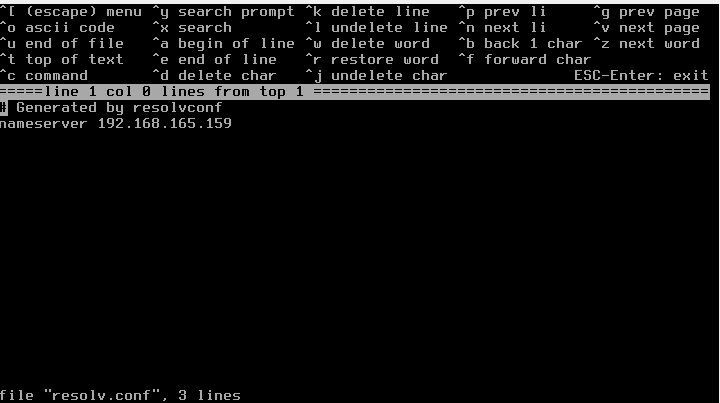 ^[ (escape) menu ^y search prompt ^k delete line ^p prev li ^g prev page
^o ascii code ^x search ^l undelete line ^n next li ^v next page
^u end of file ^a begin of line ^w delete word ^b back 1 char ^z next word
^t top of text ^e end of line ^r restore word ^f forward char
^c command ^d delete char ^j undelete char ESC-Enter: exit
=====line 1 col 0 lines from top 1 ================================================
# Generated by resolvconf
nameserver 192.168.165.159
file "resolv.conf", 3 lines